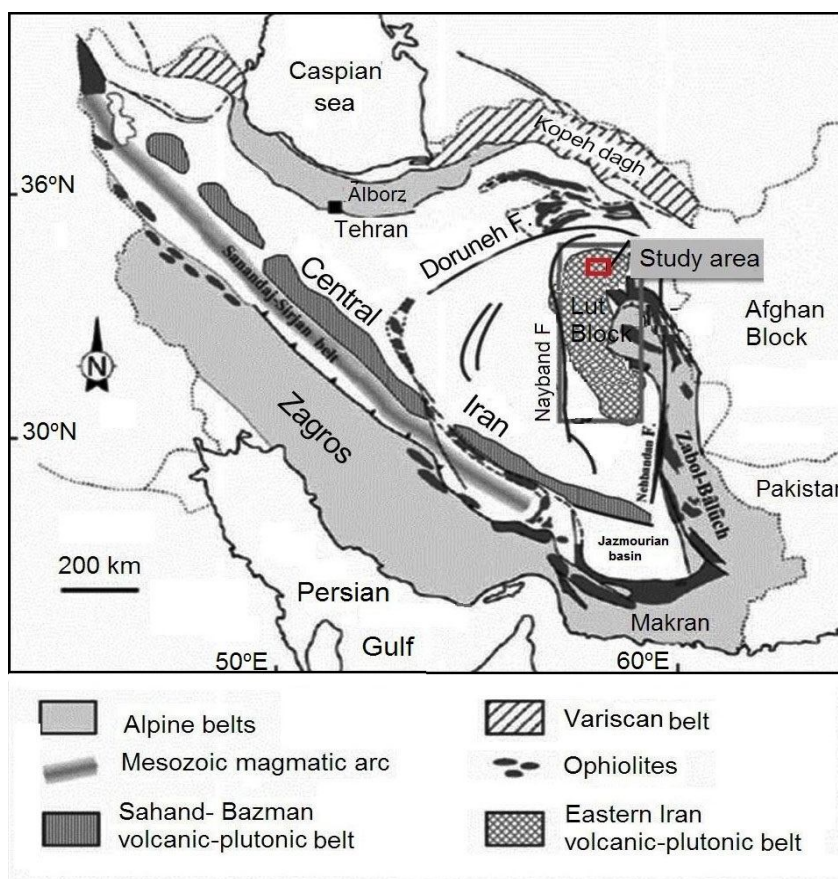 Caspian
sea
Kopeh dagh
36°N
Alborz
Tehran
Doruneh F.
Study area
Central
Sanandaj-Sirjan belt
Lut
Block
Afghan
Block
Nayband F
N
Zagros
Iran
30°N
Nehbandan F.
Zabol-Baluch
Pakistan
200 km
Jazmourian
basin
Persian
Gulf
Makran
50°E
60°E
Alpine belts
Variscan belt
Mesozoic magmatic arc
Ophiolites
Sahand- Bazman
volcanic-plutonic belt
Eastern Iran
volcanic-plutonic belt